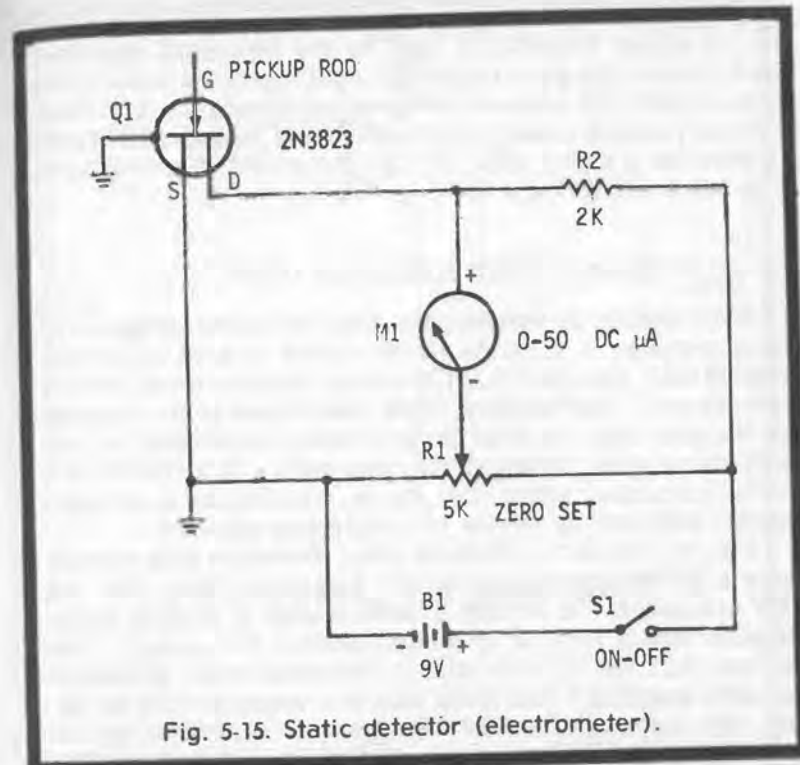 G PICKUP ROD
Q1
2N3823
S D
R2
2K
+
M1 0-50 DC μA
-
R1
5K ZERO SET
B1 S1
- +
9V ON-OFF
Fig. 5-15. Static detector (electrometer).